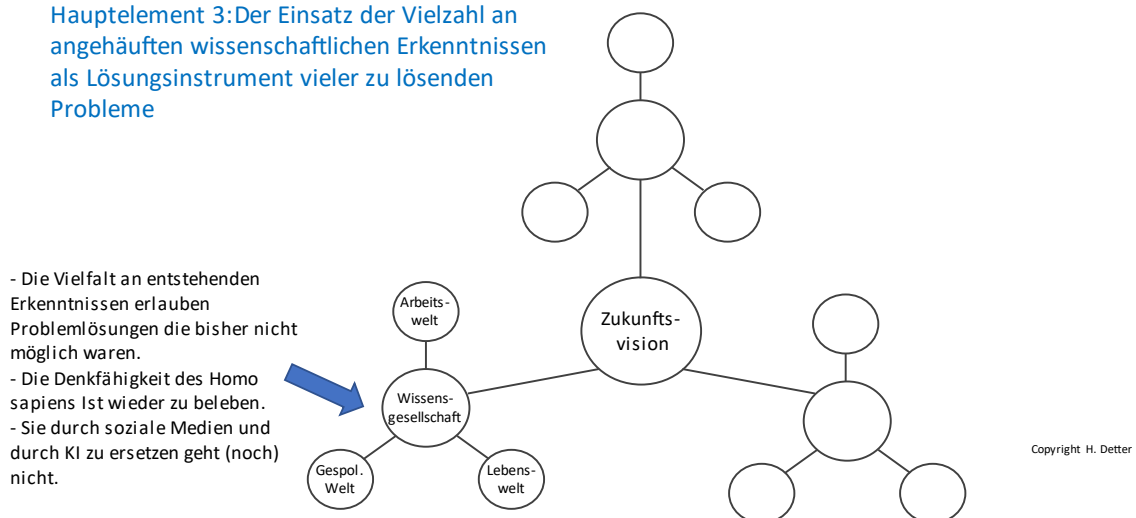 Hauptelement 3:Der Einsatz der Vielzahl an
angehäuften wissenschaftlichen Erkenntnissen
als Lösungsinstrument vieler zu lösenden
Probleme
- Die Vielfalt an entstehenden
Erkenntnissen erlauben
Problemlösungen die bisher nicht
möglich waren.
- Die Denkfähigkeit des Homo
sapiens Ist wieder zu beleben.
- Sie durch soziale Medien und
durch KI zu ersetzen geht (noch)
nicht.
Arbeits-
welt
Wissens-
gesellschaft
Gespol.
Welt
Lebens-
welt
Zukunfts-
vision
Copyright H. Detter